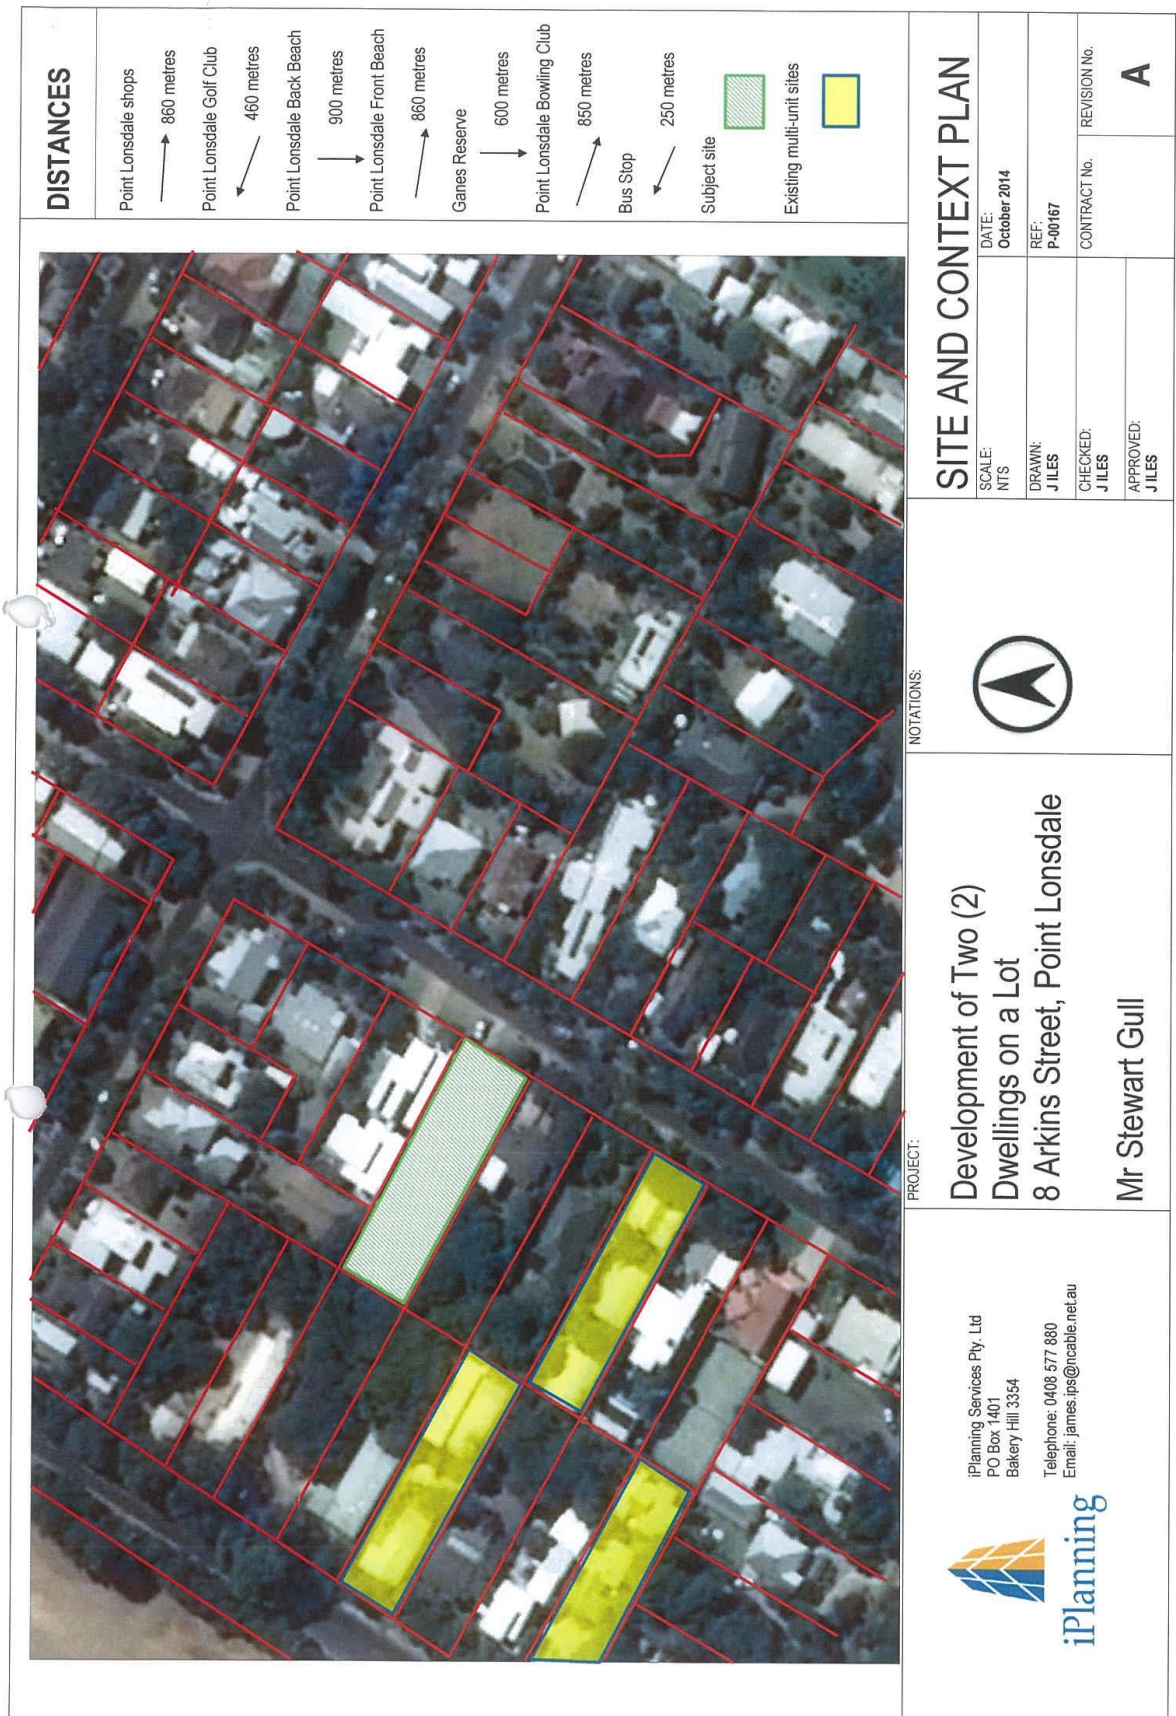 DISTANCES
Point Lonsdale shops
860 metres
Point Lonsdale Golf Club
460 metres
Point Lonsdale Back Beach
900 metres
Point Lonsdale Front Beach
860 metres
Ganes Reserve
600 metres
Point Lonsdale Bowling Club
850 metres
Bus Stop
250 metres
Subject site
Existing multi-unit sites
iPlanning
iPlanning Services Pty. Ltd
PO Box 1401
Bakery Hill 3354
Telephone: 0408 577 880
Email: james.ips@ncable.net.au
PROJECT:
Development of Two (2)
Dwellings on a Lot
8 Arkins Street, Point Lonsdale
Mr Stewart Gull
NOTATIONS:
SITE AND CONTEXT PLAN
SCALE:
NTS
DATE:
October 2014
DRAWN:
J ILES
REF:
P-00167
CHECKED:
J ILES
CONTRACT No.
REVISION No.
A
APPROVED:
J ILES